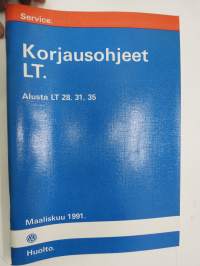 Service.
Korjausohjeet
LT.
Alusta LT 28. 31. 35
Maaliskuu 1991.
Huolto.